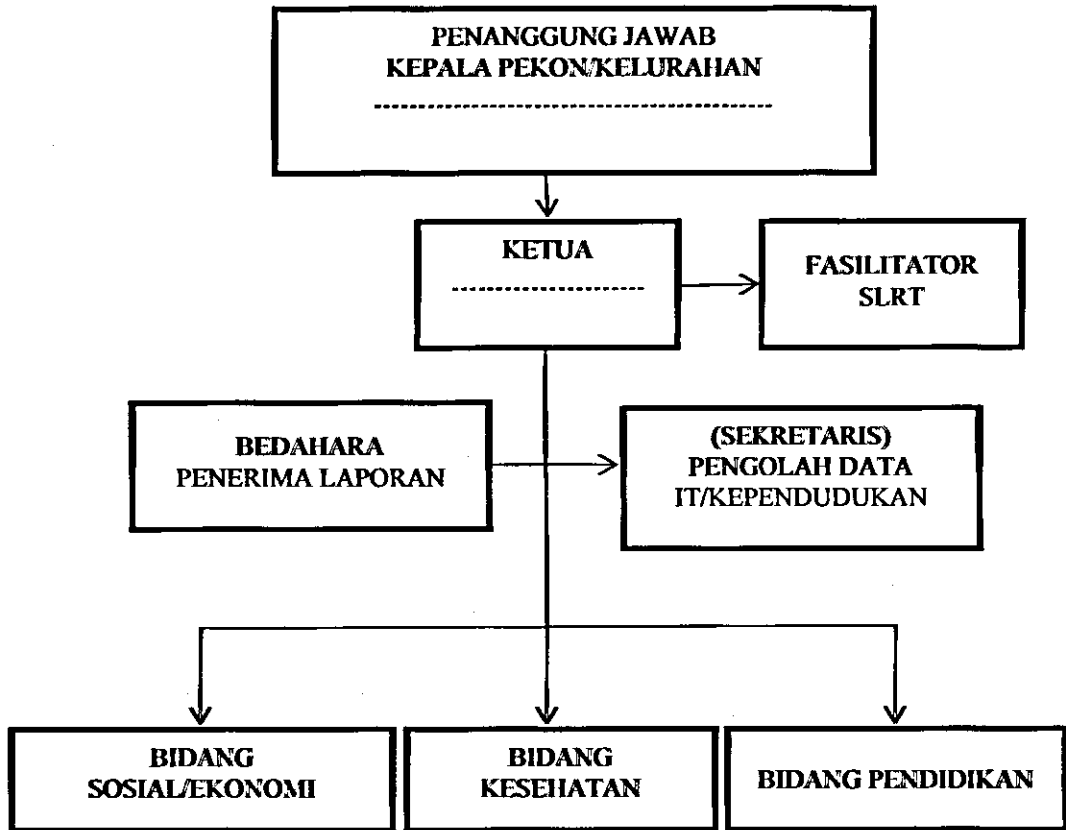 PENANGGUNG JAWAB
KEPALA PEKON/KELURAHAN
KETUA
FASILITATOR
SLRT
BEDAHARA
PENERIMA LAPORAN
(SEKRETARIS)
PENGOLAH DATA
IT/KEPENDUDUKAN
BIDANG
SOSIAL/EKONOMI
BIDANG
KESEHATAN
BIDANG PENDIDIKAN